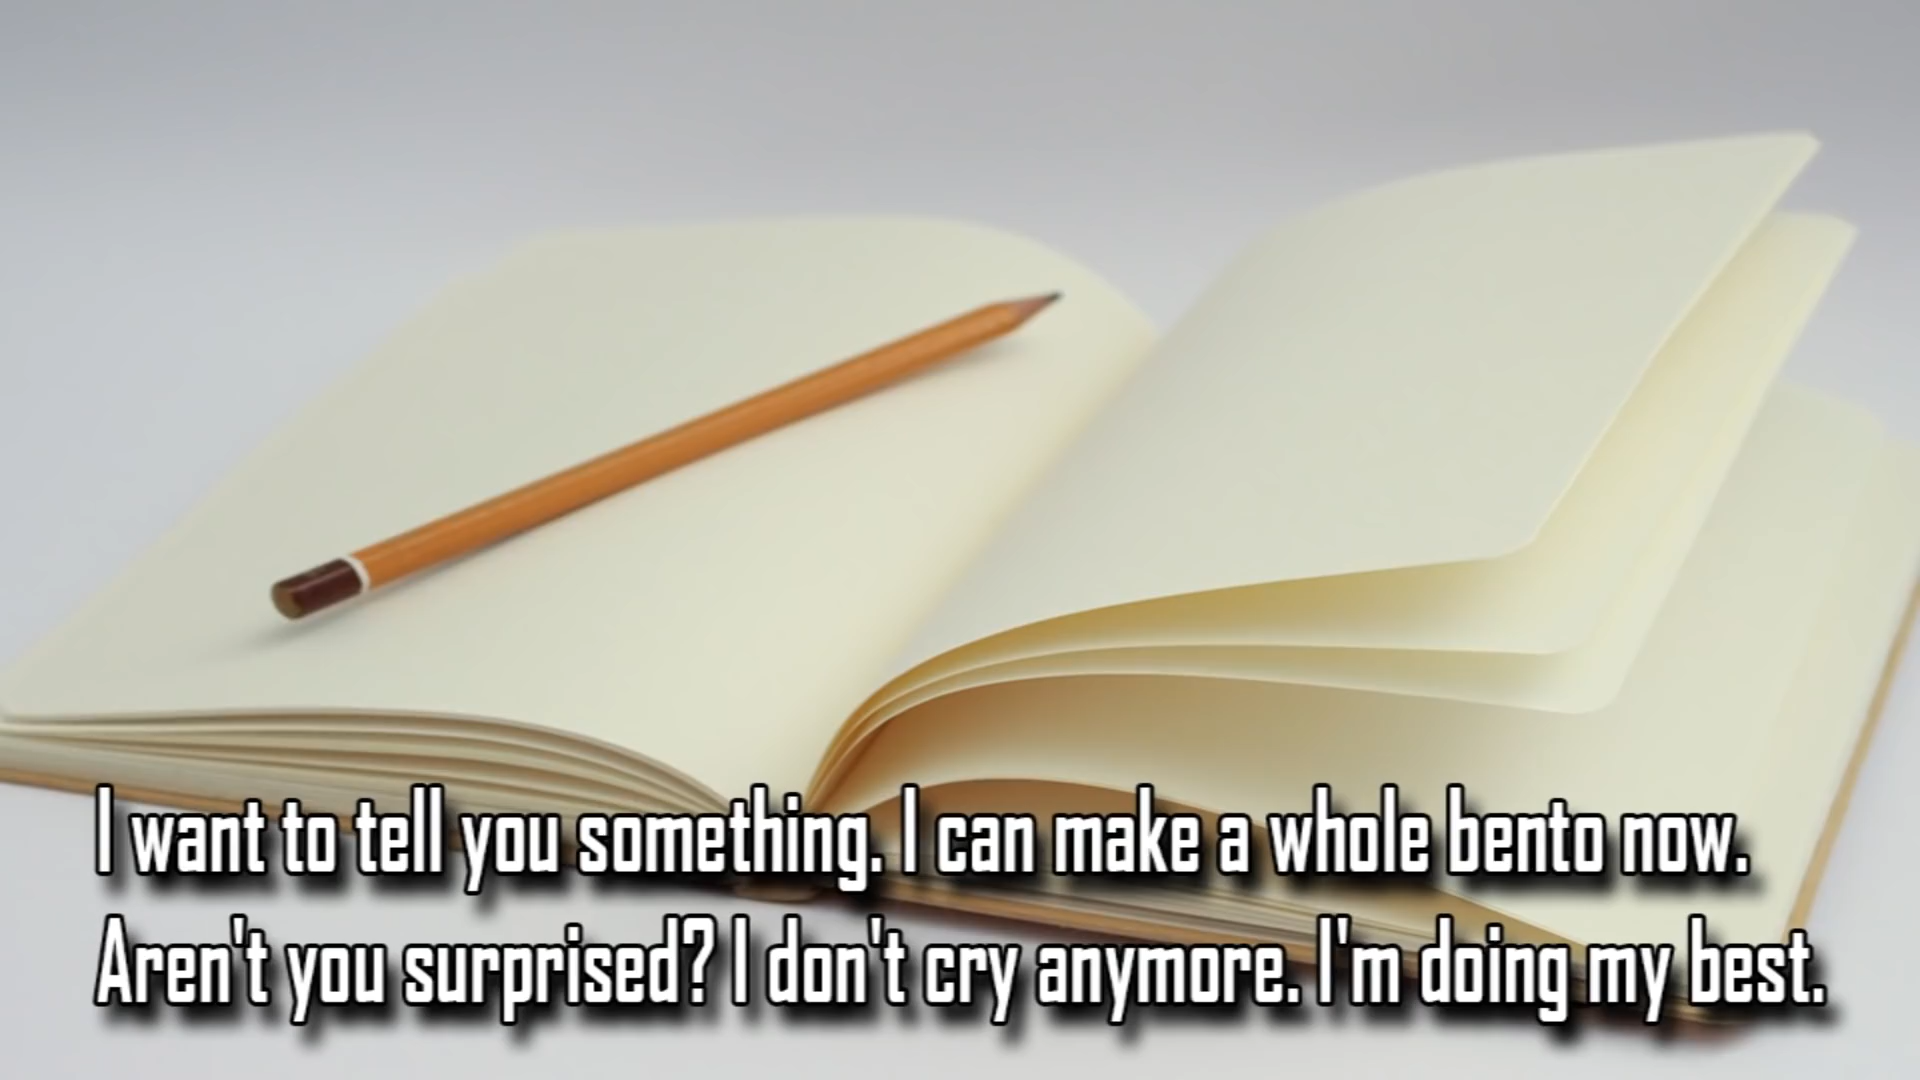 I want to tell you something. I can make a whole bento now.
Aren't you surprised? I don't cry anymore. I'm doing my best.